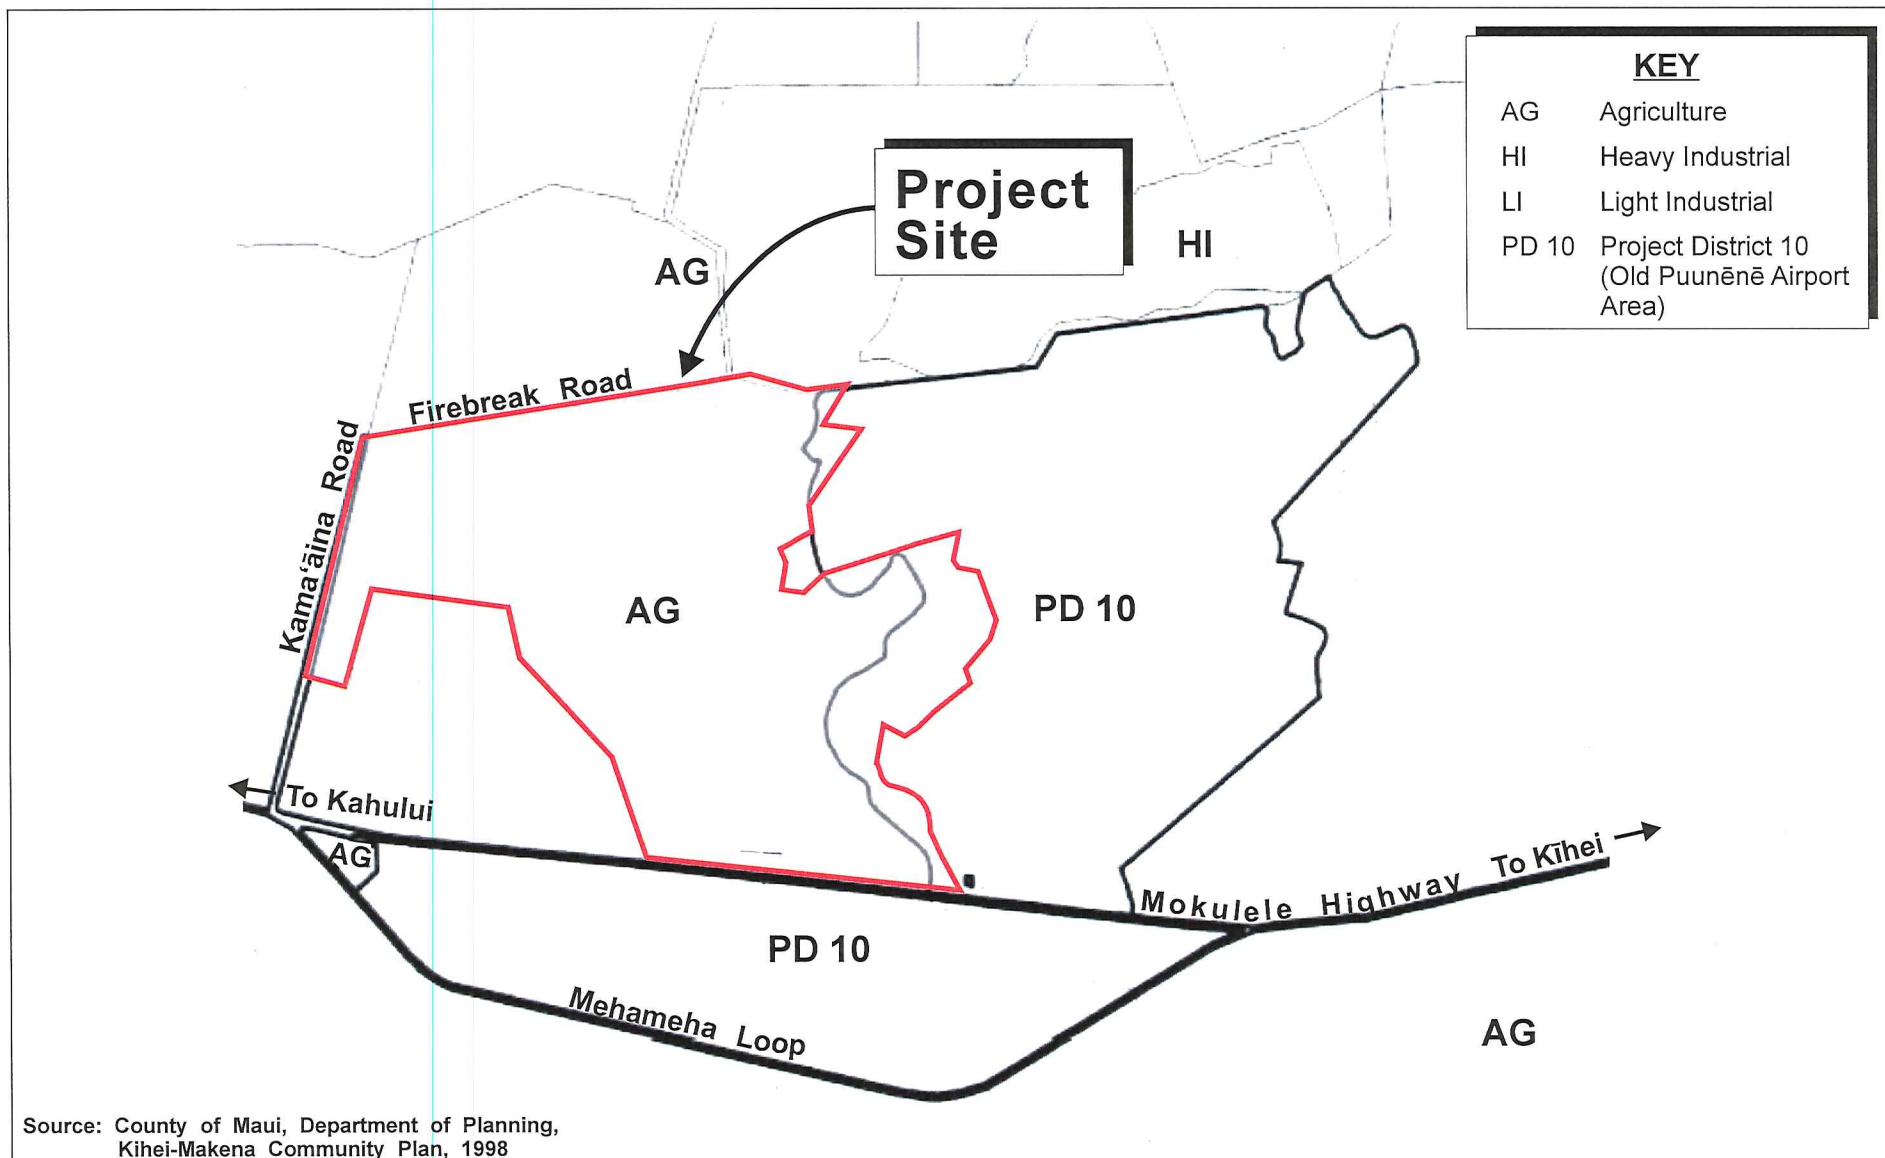 KEY
AG Agriculture
HI Heavy Industrial
LI Light Industrial
PD 10 Project District 10
(Old Puunēnē Airport
Area)
Project
Site
HI
AG
Firebreak Road
Kama‘āina Road
AG
PD 10
To Kahului
AG
To Kīhei
Mokulele Highway
PD 10
Mehameha Loop
AG
Source: County of Maui, Department of Planning,
Kihei-Makena Community Plan, 1998